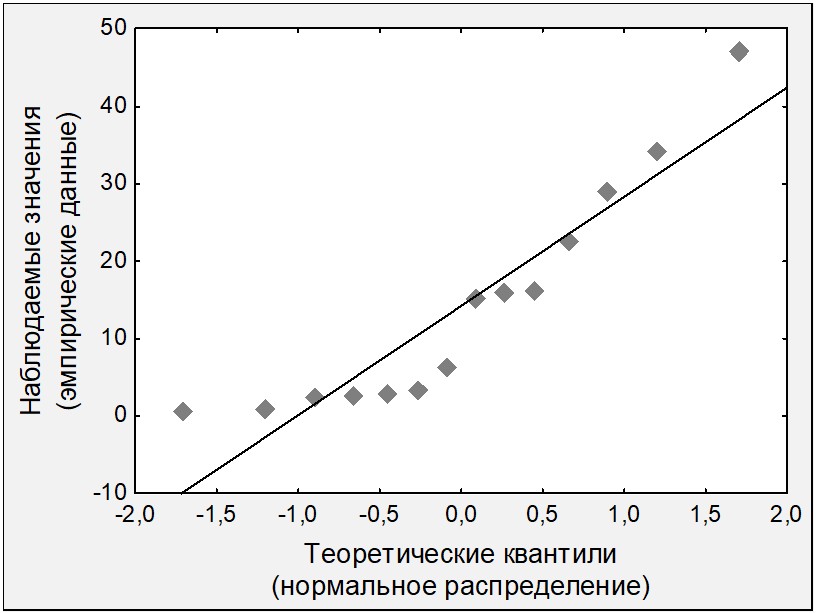 50
40
30
20
10
0
-10
-2,0 -1,5 -1,0 -0,5 0,0 0,5 1,0 1,5 2,0
Наблюдаемые значения
(эмпирические данные)
Теоретические квантили
(нормальное распределение)